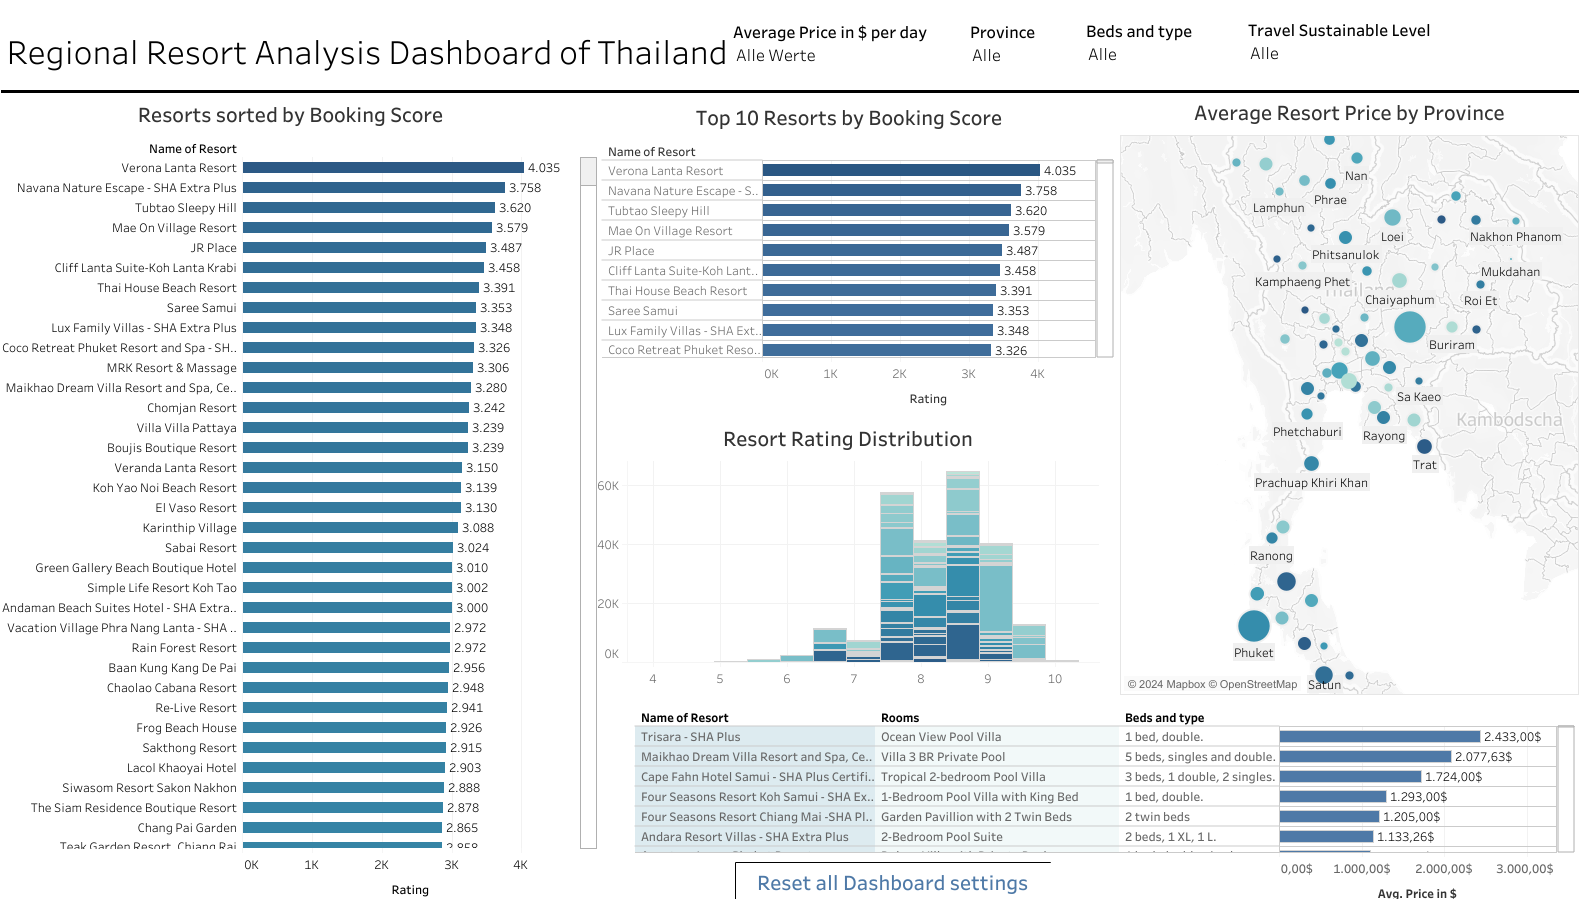 Regional Resort Analysis Dashboard of Thailand
Average Price in $ per day
Alle Werte
Province
Alle
Beds and type
Alle
Travel Sustainable Level
Alle
Resorts sorted by Booking Score
Name of Resort
Verona Lanta Resort 4.035
Navana Nature Escape - SHA Extra Plus 3.758
Tubtao Sleepy Hill 3.620
Mae On Village Resort 3.579
JR Place 3.487
Cliff Lanta Suite-Koh Lanta Krabi 3.458
Thai House Beach Resort 3.391
Saree Samui 3.353
Lux Family Villas - SHA Extra Plus 3.348
Coco Retreat Phuket Resort and Spa - SH.. 3.326
MRK Resort & Massage 3.306
Maikhao Dream Villa Resort and Spa, Ce.. 3.280
Chomjan Resort 3.242
Villa Villa Pattaya 3.239
Boujis Boutique Resort 3.239
Veranda Lanta Resort 3.150
Koh Yao Noi Beach Resort 3.139
El Vaso Resort 3.130
Karinthip Village 3.088
Sabai Resort 3.024
Green Gallery Beach Boutique Hotel 3.010
Simple Life Resort Koh Tao 3.002
Andaman Beach Suites Hotel - SHA Extra.. 3.000
Vacation Village Phra Nang Lanta - SHA .. 2.972
Rain Forest Resort 2.972
Baan Kung Kang De Pai 2.956
Chaolao Cabana Resort 2.948
Re-Live Resort 2.941
Frog Beach House 2.926
Sakthong Resort 2.915
Lacol Khaoyai Hotel 2.903
Siwasom Resort Sakon Nakhon 2.888
The Siam Residence Boutique Resort 2.878
Chang Pai Garden 2.865
Teak Garden Resort, Chiang Rai 2.858
0K 1K 2K 3K 4K
Rating
Top 10 Resorts by Booking Score
Name of Resort
Verona Lanta Resort 4.035
Navana Nature Escape - S.. 3.758
Tubtao Sleepy Hill 3.620
Mae On Village Resort 3.579
JR Place 3.487
Cliff Lanta Suite-Koh Lant.. 3.458
Thai House Beach Resort 3.391
Saree Samui 3.353
Lux Family Villas - SHA Ext.. 3.348
Coco Retreat Phuket Reso.. 3.326
0K 1K 2K 3K 4K
Rating
Resort Rating Distribution
60K
40K
20K
0K
4 5 6 7 8 9 10
Average Resort Price by Province
Nan
Lamphun
Phrae
Loei
Nakhon Phanom
Phitsanulok
Mukdahan
Kamphaeng Phet
Chaiyaphum
Roi Et
Buriram
Sa Kaeo
Kambodscha
Phetchaburi
Rayong
Trat
Prachuap Khiri Khan
Ranong
Phuket
Satun
© 2024 Mapbox © OpenStreetMap
Name of Resort Rooms Beds and type
Trisara - SHA Plus Ocean View Pool Villa 1 bed, double. 2.433,00$
Maikhao Dream Villa Resort and Spa, Ce.. Villa 3 BR Private Pool 5 beds, singles and double. 2.077,63$
Cape Fahn Hotel Samui - SHA Plus Certifi.. Tropical 2-bedroom Pool Villa 3 beds, 1 double, 2 singles. 1.724,00$
Four Seasons Resort Koh Samui - SHA Ex.. 1-Bedroom Pool Villa with King Bed 1 bed, double. 1.293,00$
Four Seasons Resort Chiang Mai -SHA Pl.. Garden Pavillion with 2 Twin Beds 2 twin beds 1.205,00$
Andara Resort Villas - SHA Extra Plus 2-Bedroom Pool Suite 2 beds, 1 XL, 1 L. 1.133,26$
0,00$ 1.000,00$ 2.000,00$ 3.000,00$
Avg. Price in $
Reset all Dashboard settings